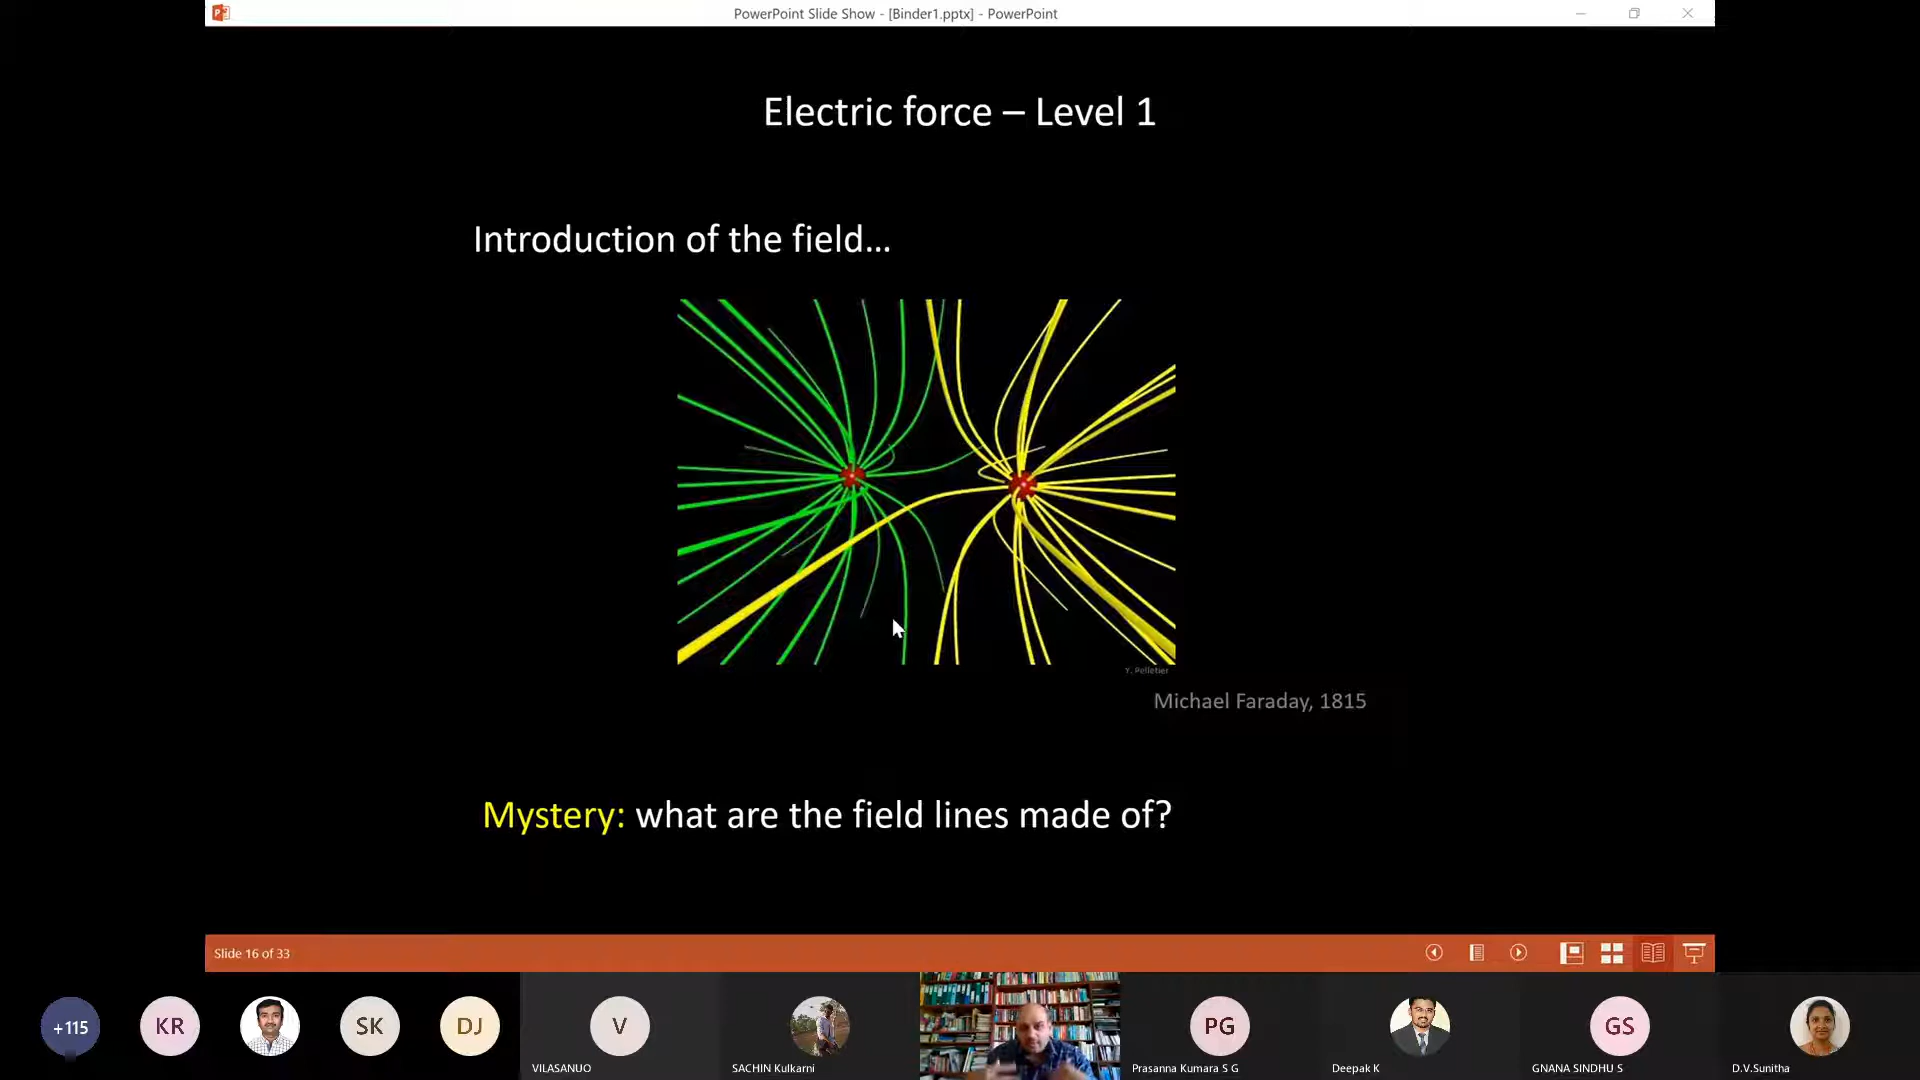 PowerPoint Slide Show - [Binder1.pptx] - PowerPoint
Electric force – Level 1
Introduction of the field...
Y. Pelletier
Michael Faraday, 1815
Mystery: what are the field lines made of?
Slide 16 of 33
+115
KR
SK
DJ
V
PG
GS
VILASANUO
SACHIN Kulkarni
Prasanna Kumara S G
Deepak K
GNANA SINDHU S
D.V.Sunitha